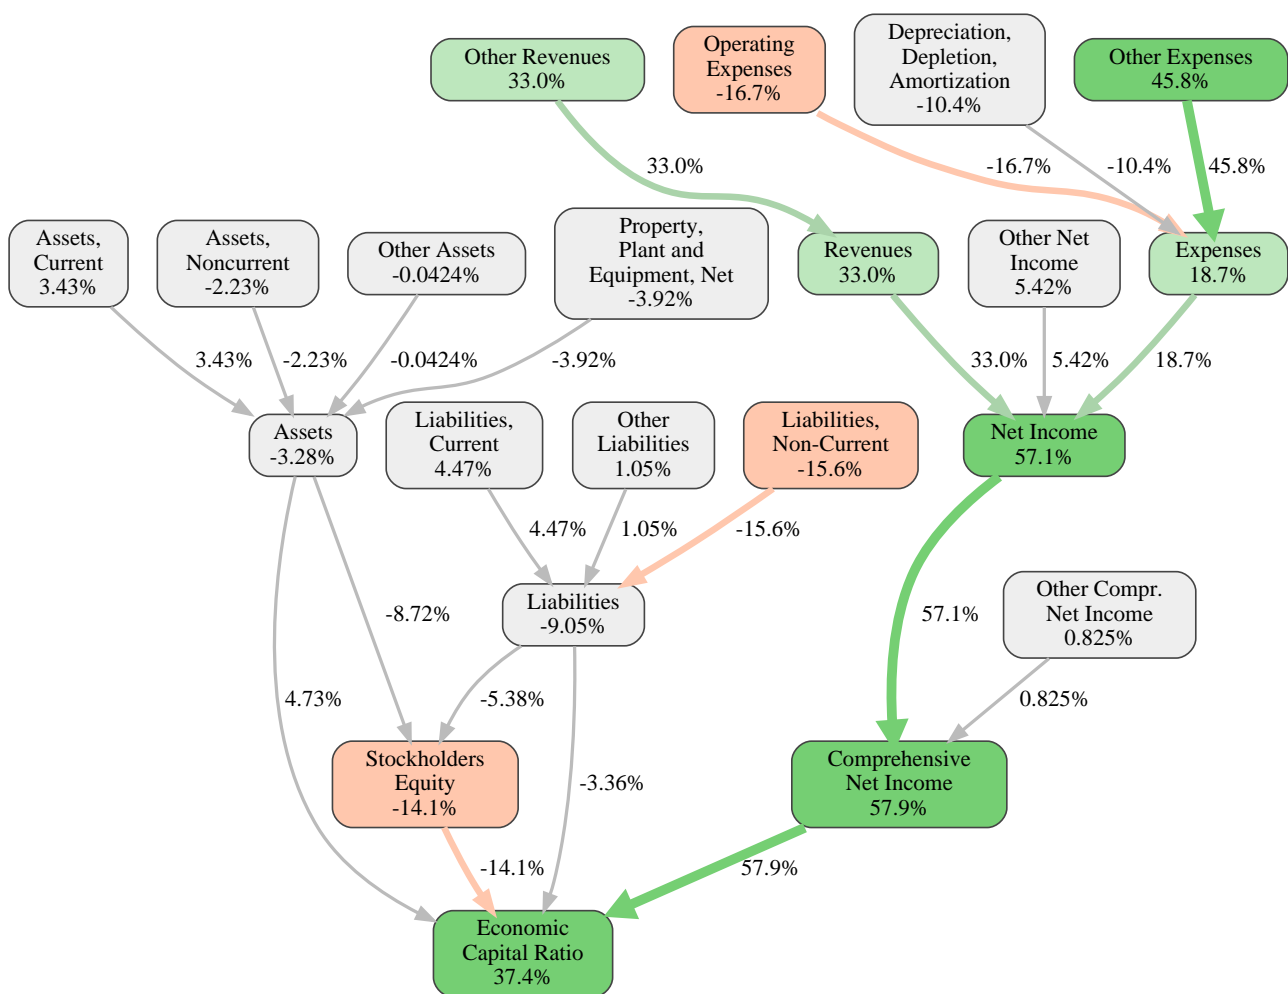 Other Revenues
33.0%
Operating
Expenses
-16.7%
Depreciation,
Depletion,
Amortization
-10.4%
Other Expenses
45.8%
33.0%
-16.7%
-10.4%
45.8%
Assets,
Current
3.43%
Assets,
Noncurrent
-2.23%
Other Assets
-0.0424%
Property,
Plant and
Equipment, Net
-3.92%
Revenues
33.0%
Other Net
Income
5.42%
Expenses
18.7%
3.43%
-2.23%
-0.0424%
-3.92%
33.0%
5.42%
18.7%
Assets
-3.28%
Liabilities,
Current
4.47%
Other
Liabilities
1.05%
Liabilities,
Non-Current
-15.6%
Net Income
57.1%
4.47%
1.05%
-15.6%
Liabilities
-9.05%
Other Compr.
Net Income
0.825%
-8.72%
57.1%
4.73%
-5.38%
0.825%
Stockholders
Equity
-14.1%
-3.36%
Comprehensive
Net Income
57.9%
-14.1%
57.9%
Economic
Capital Ratio
37.4%